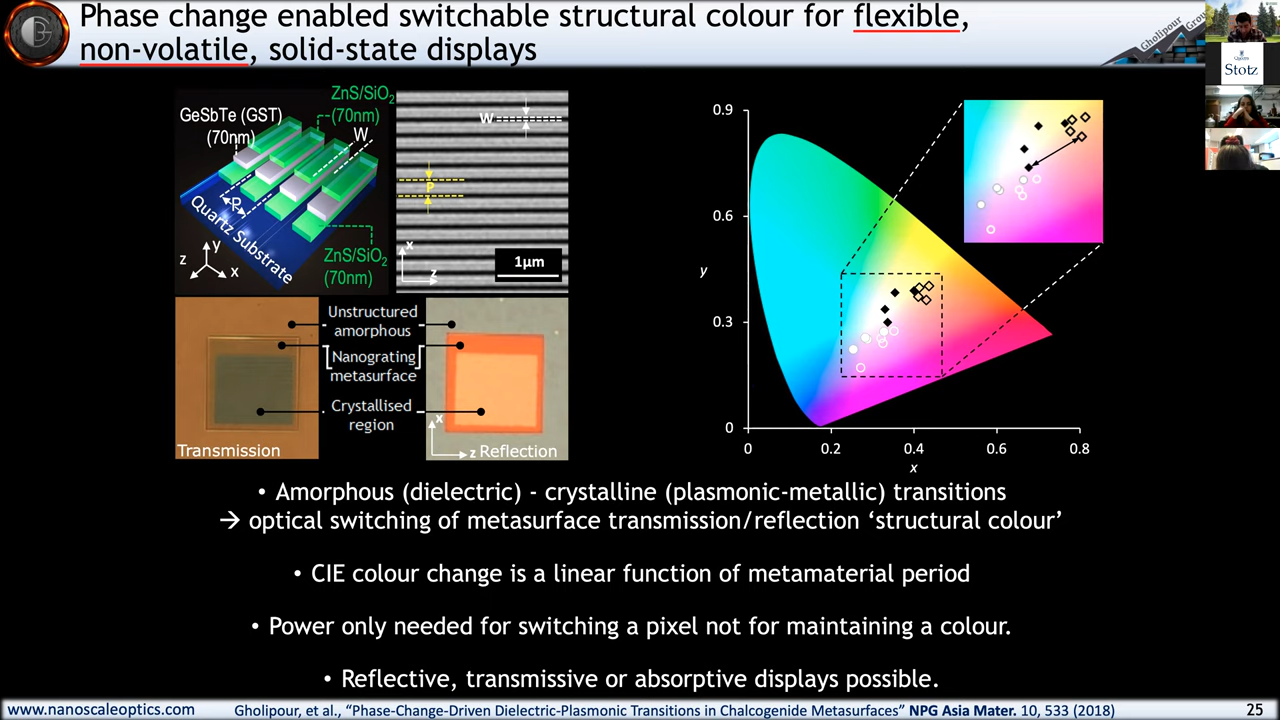 Phase change enabled switchable structural colour for flexible,
non-volatile, solid-state displays
Gholipour
Stotz
GeSbTe (GST)
(70nm)
ZnS/SiO₂
(70nm)
W
P
Quartz Substrate
ZnS/SiO₂
(70nm)
y
z
x
W
P
x
z
1µm
Unstructured
amorphous
Nanograting
metasurface
Crystallised
region
Transmission
x
z Reflection
0.9
0.6
y
0.3
0
0
0.2
0.4
0.6
0.8
x
• Amorphous (dielectric) - crystalline (plasmonic-metallic) transitions
→ optical switching of metasurface transmission/reflection ‘structural colour’
• CIE colour change is a linear function of metamaterial period
• Power only needed for switching a pixel not for maintaining a colour.
• Reflective, transmissive or absorptive displays possible.
www.nanoscaleoptics.com
Gholipour, et al., “Phase-Change-Driven Dielectric-Plasmonic Transitions in Chalcogenide Metasurfaces” NPG Asia Mater. 10, 533 (2018)
25